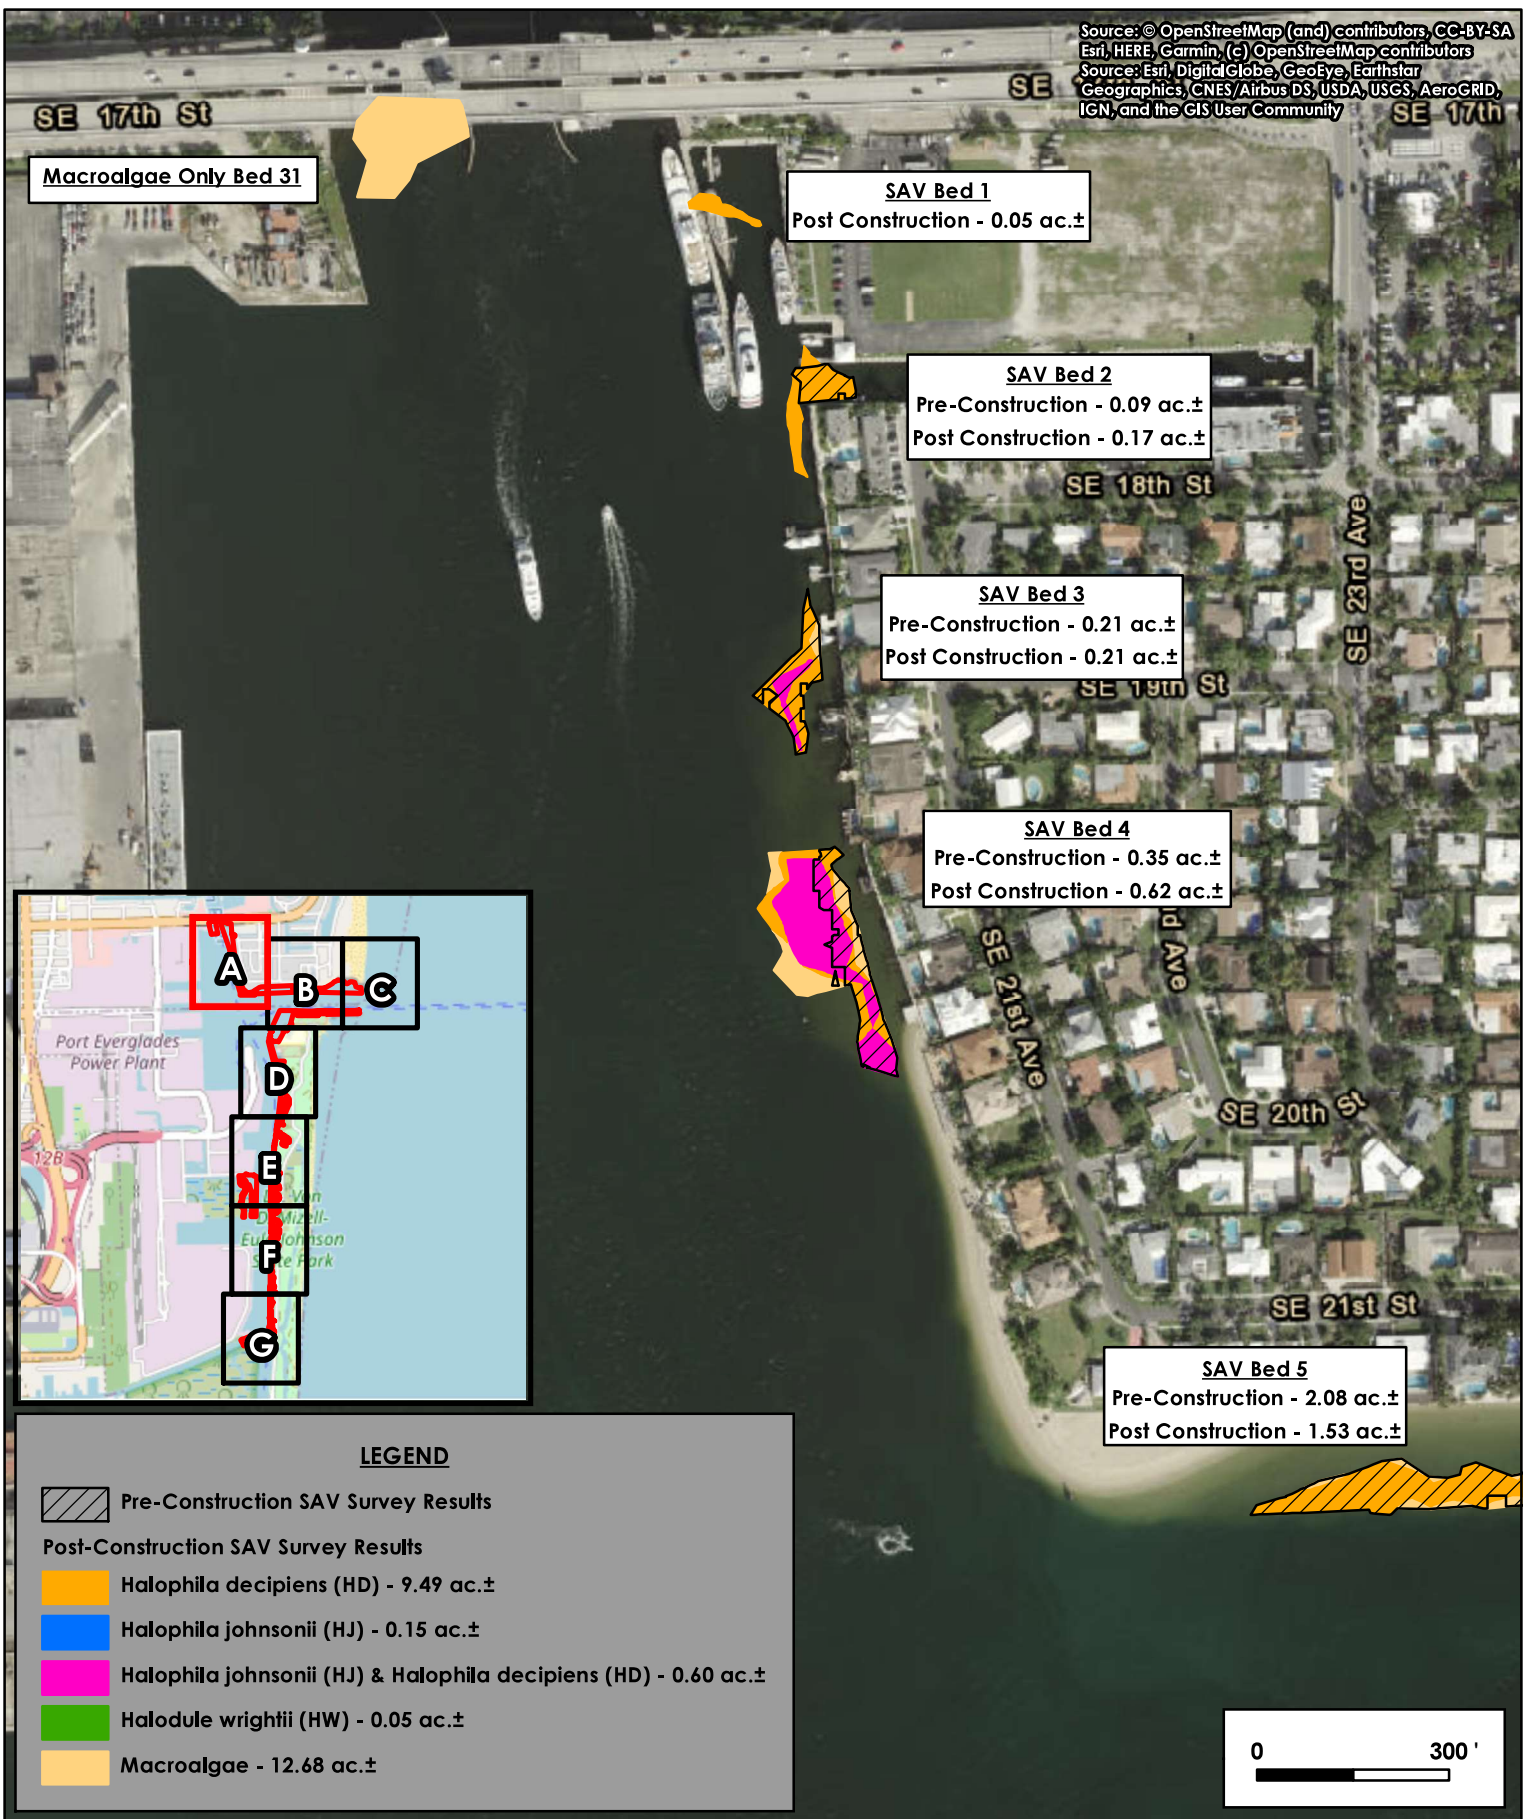 Source: © OpenStreetMap (and) contributors, CC-BY-SA
Esri, HERE, Garmin, (c) OpenStreetMap contributors
Source: Esri, DigitalGlobe, GeoEye, Earthstar
Geographics, CNES/Airbus DS, USDA, USGS, AeroGRID,
IGN, and the GIS User Community
SE 17th St
SE
SE 17th
Macroalgae Only Bed 31
SAV Bed 1
Post Construction - 0.05 ac.±
SAV Bed 2
Pre-Construction - 0.09 ac.±
Post Construction - 0.17 ac.±
SE 18th St
SE 23rd Ave
SAV Bed 3
Pre-Construction - 0.21 ac.±
Post Construction - 0.21 ac.±
SE 19th St
SAV Bed 4
Pre-Construction - 0.35 ac.±
Post Construction - 0.62 ac.±
Ave
SE 21st Ave
SE 20th St
SE 21st St
SAV Bed 5
Pre-Construction - 2.08 ac.±
Post Construction - 1.53 ac.±
A
B
C
Port Everglades
Power Plant
D
12B
E
Von
Mizell-
Johnson
Park
F
G
LEGEND
Pre-Construction SAV Survey Results
Post-Construction SAV Survey Results
Halophila decipiens (HD) - 9.49 ac.±
Halophila johnsonii (HJ) - 0.15 ac.±
Halophila johnsonii (HJ) & Halophila decipiens (HD) - 0.60 ac.±
Halodule wrightii (HW) - 0.05 ac.±
Macroalgae - 12.68 ac.±
0 300 '